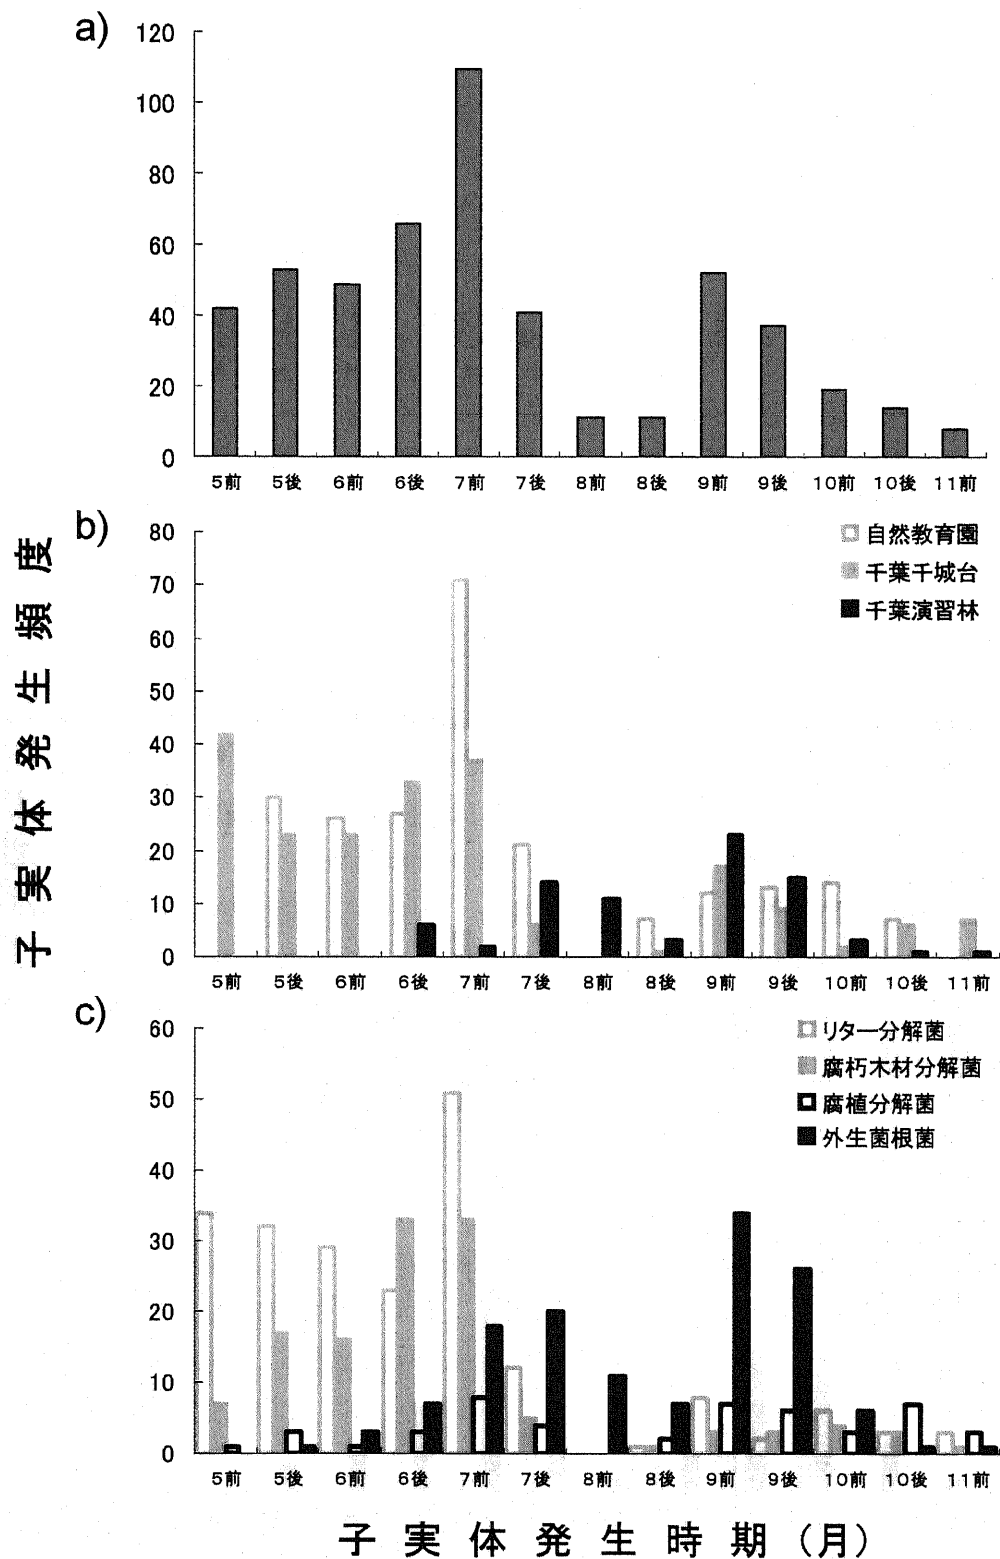 a)
120
100
80
60
40
20
0
5前 5後 6前 6後 7前 7後 8前 8後 9前 9後 10前 10後 11前
b)
80
70
60
50
40
30
20
10
0
自然教育園
千葉千城台
千葉演習林
5前 5後 6前 6後 7前 7後 8前 8後 9前 9後 10前 10後 11前
c)
60
50
40
30
20
10
0
リター分解菌
腐朽木材分解菌
腐植分解菌
外生菌根菌
5前 5後 6前 6後 7前 7後 8前 8後 9前 9後 10前 10後 11前
子実体発生頻度
子実体発生時期(月)